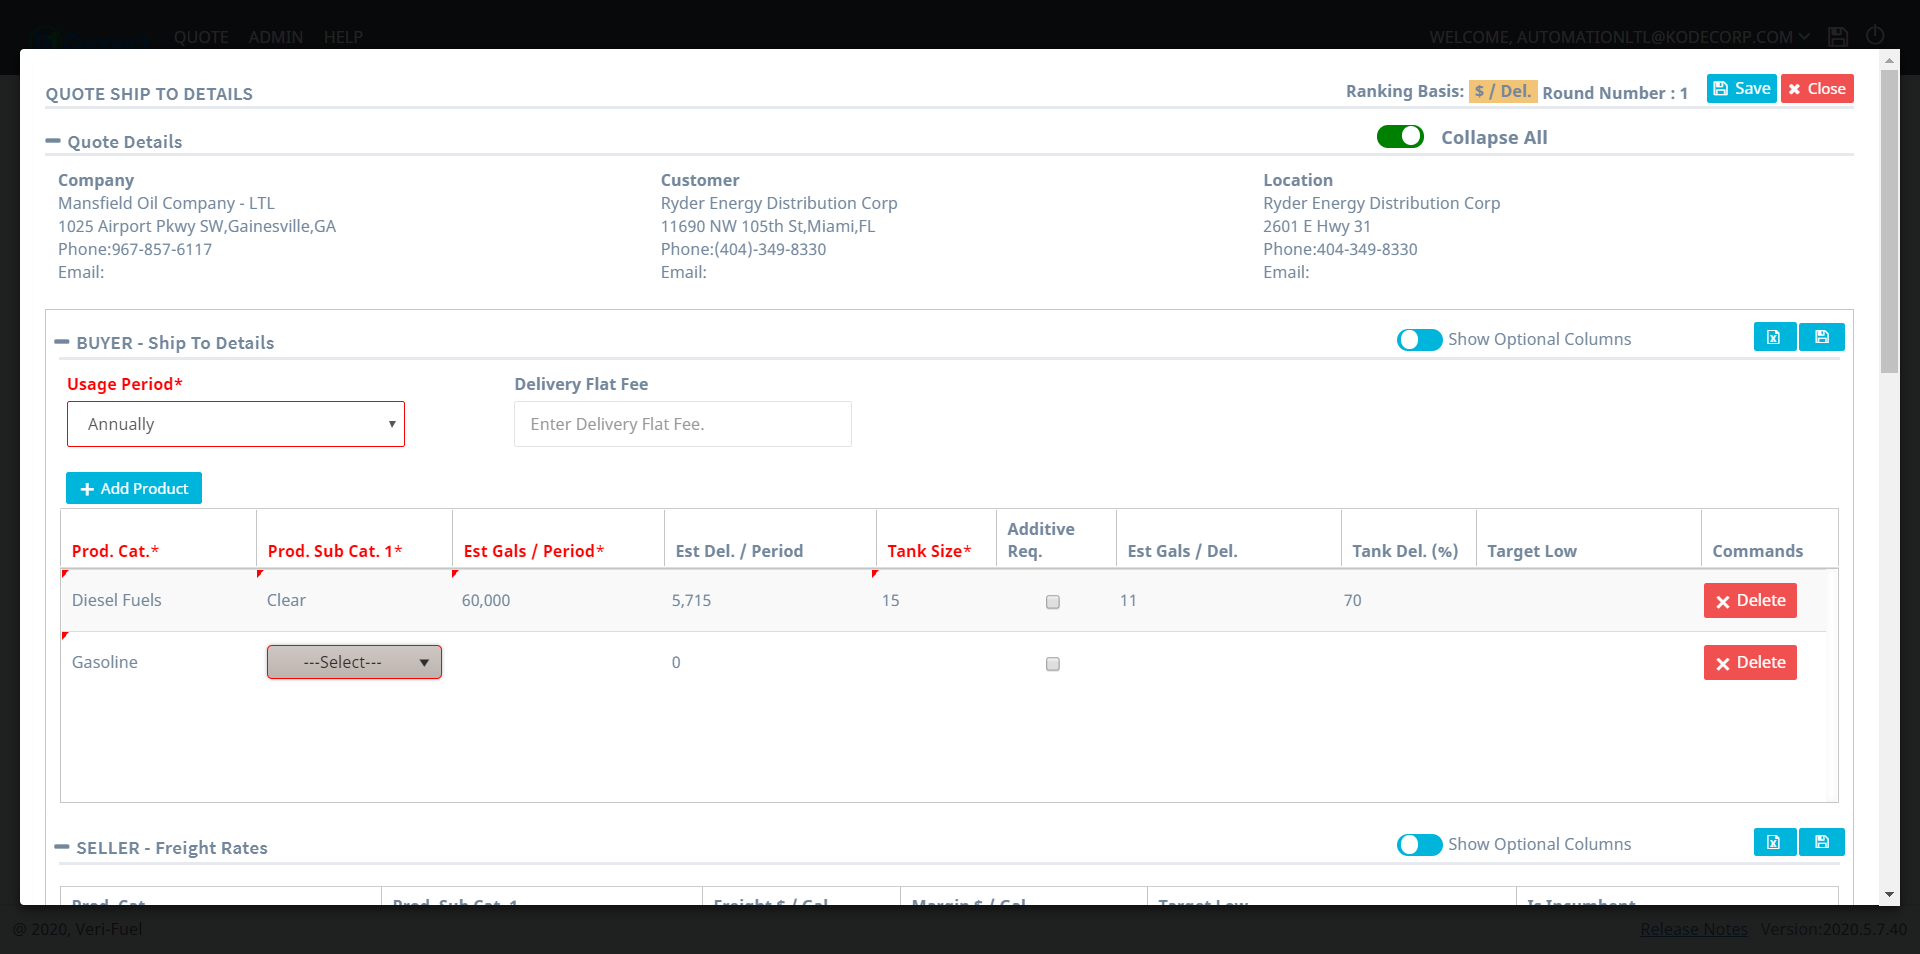 QUOTE ADMIN HELP
WELCOME, AUTOMATIONLTL@KODECORP.COM
QUOTE SHIP TO DETAILS
Ranking Basis: $ / Del. Round Number : 1
Save
Close
Quote Details
Collapse All
Company
Mansfield Oil Company - LTL
1025 Airport Pkwy SW,Gainesville,GA
Phone:967-857-6117
Email:
Customer
Ryder Energy Distribution Corp
11690 NW 105th St,Miami,FL
Phone:(404)-349-8330
Email:
Location
Ryder Energy Distribution Corp
2601 E Hwy 31
Phone:404-349-8330
Email:
BUYER - Ship To Details
Show Optional Columns
Usage Period*
Annually
Delivery Flat Fee
Enter Delivery Flat Fee.
Add Product
Prod. Cat.* Prod. Sub Cat. 1* Est Gals / Period* Est Del. / Period Tank Size* Additive Req. Est Gals / Del. Tank Del. (%) Target Low Commands
Diesel Fuels Clear 60,000 5,715 15 11 70 Delete
Gasoline ---Select--- 0 Delete
SELLER - Freight Rates
Show Optional Columns
Prod. Cat. Prod. Sub Cat. 1 Freight $ / Gal Margin $ / Gal Target Low Is Incumbent
@ 2020, Veri-Fuel
Release Notes Version:2020.5.7.40